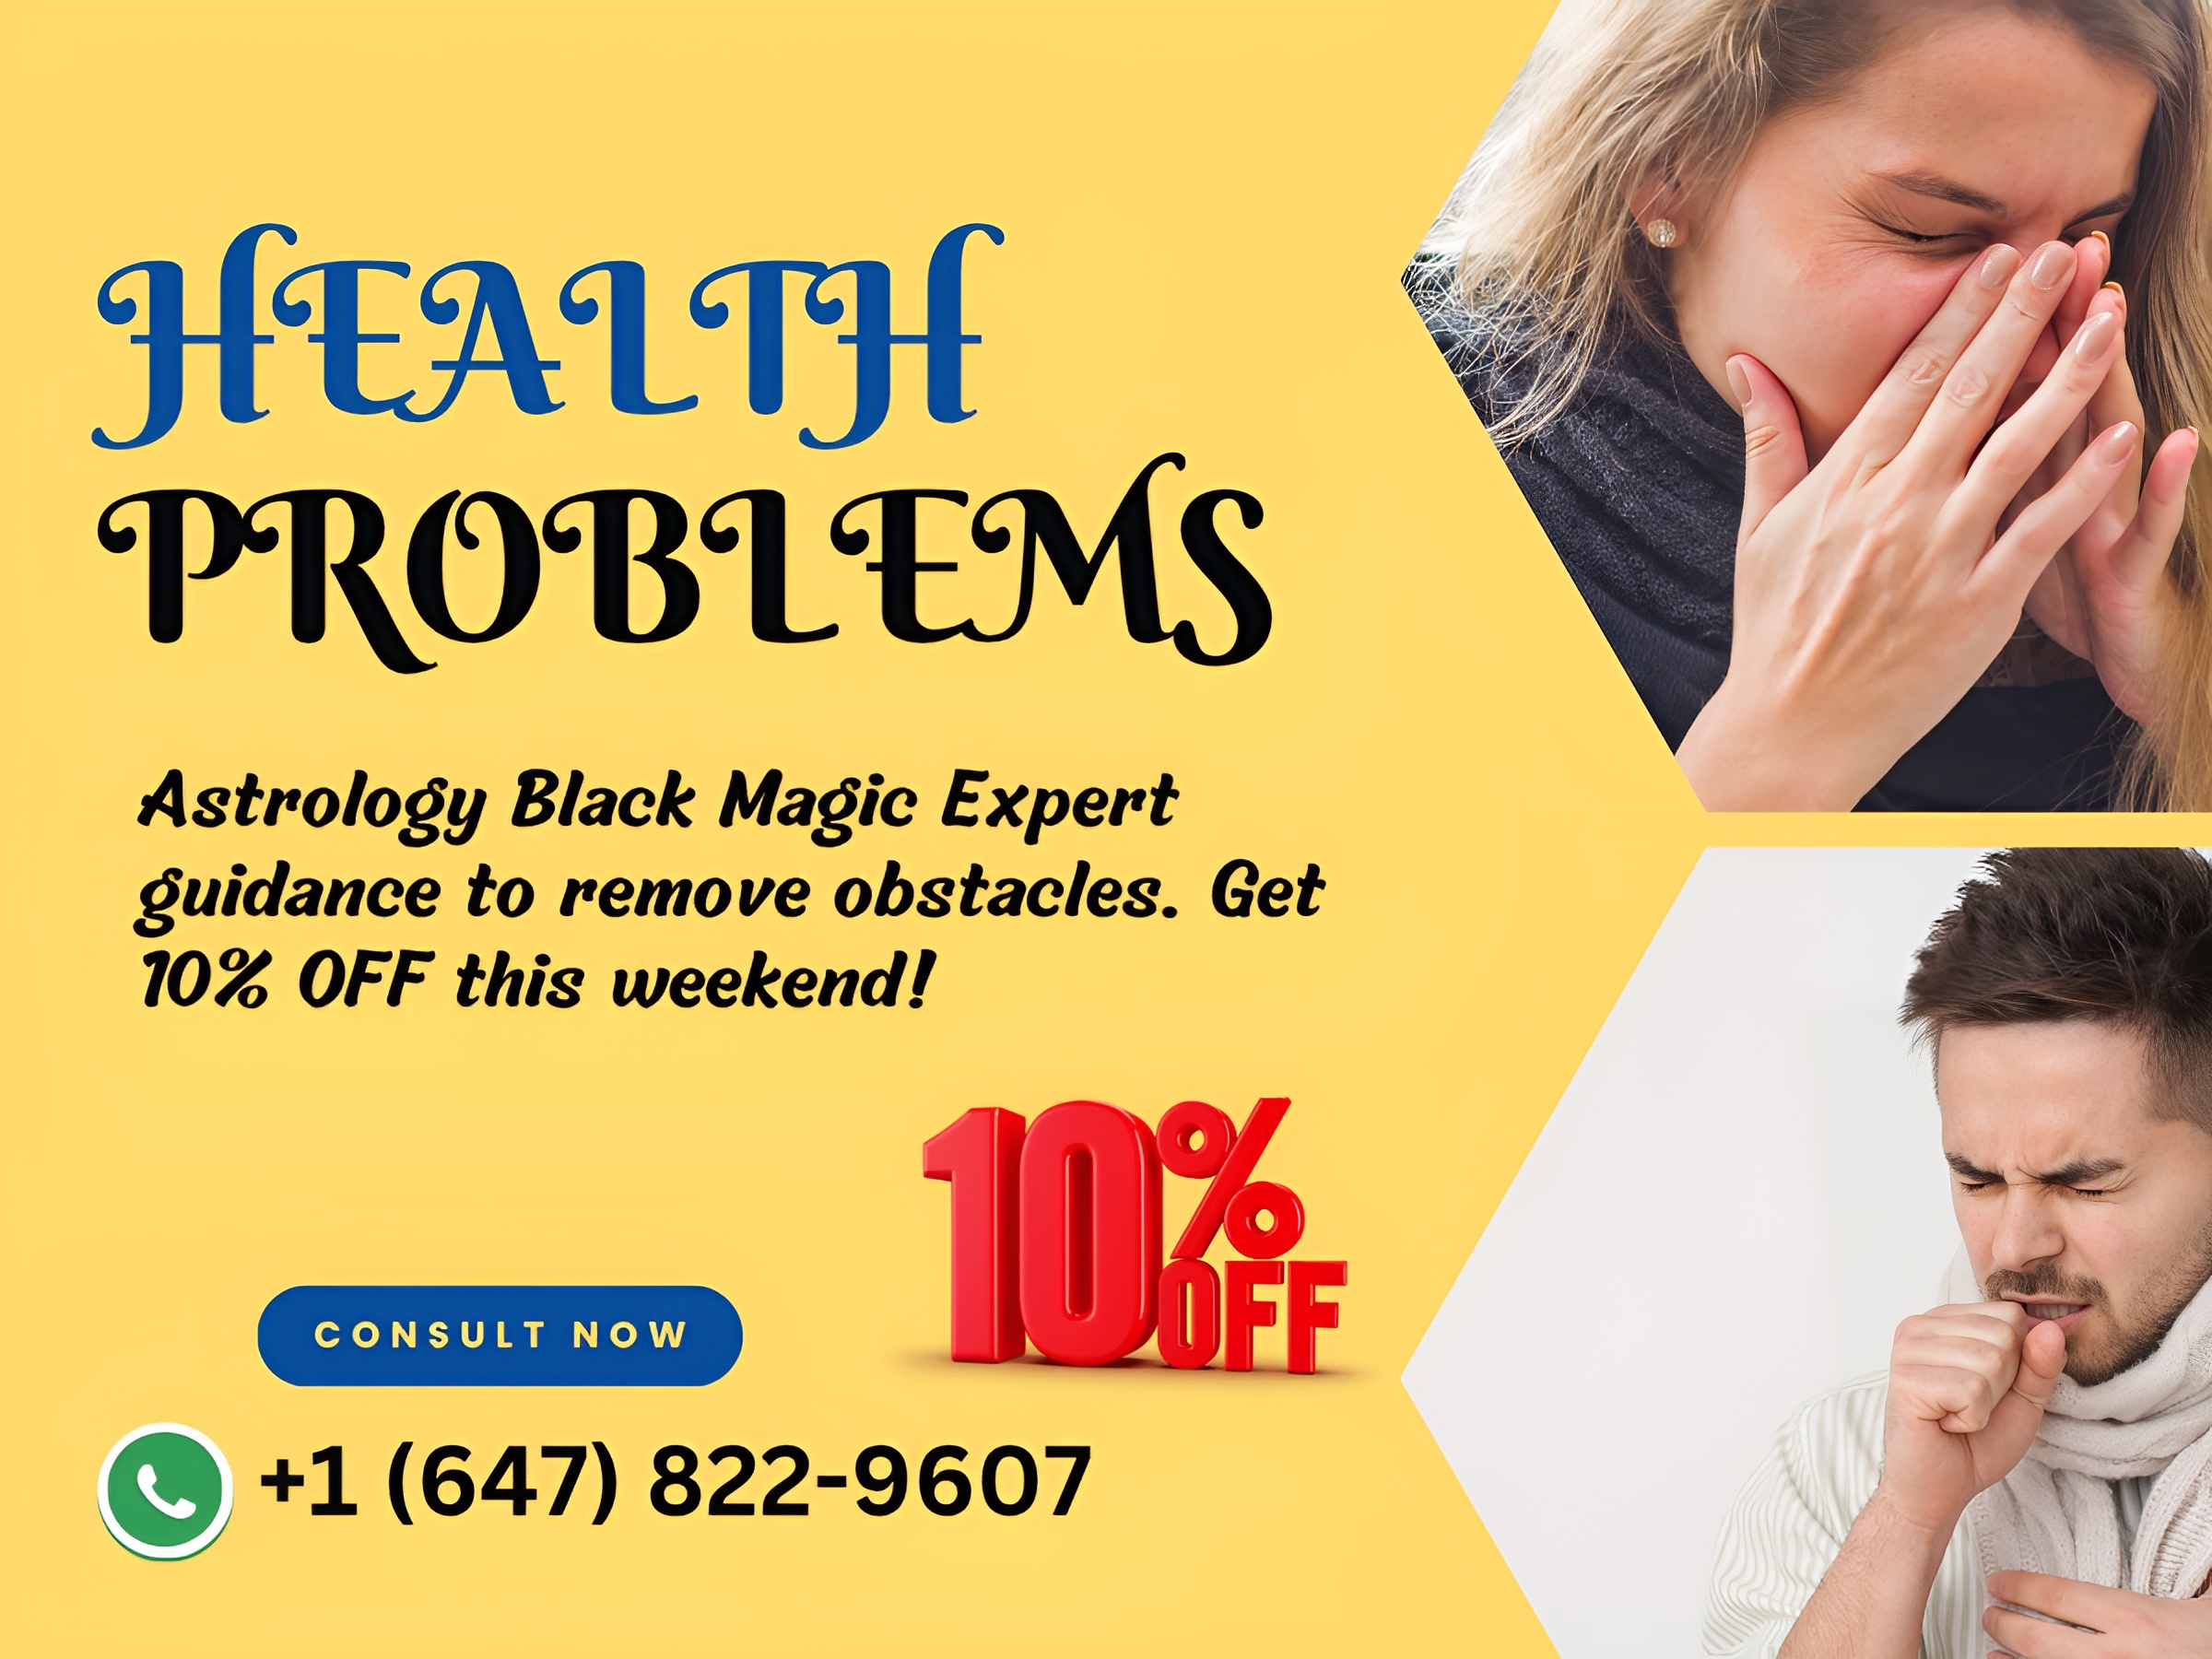 HEALTH
PROBLEMS
Astrology Black Magic Expert
guidance to remove obstacles. Get
10% OFF this weekend!
10%
OFF
CONSULT NOW
+1 (647) 822-9607